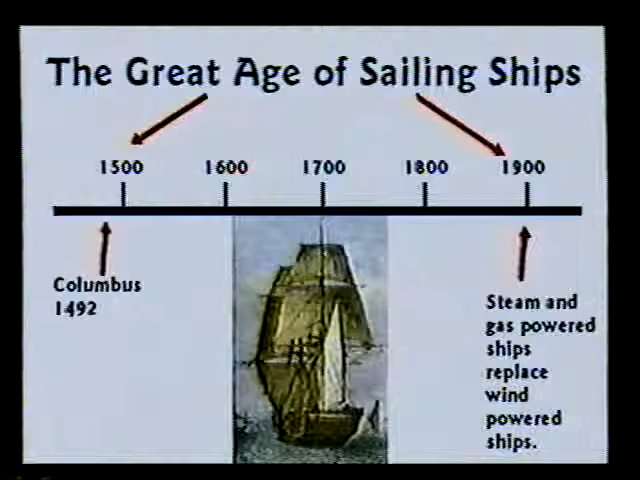 The Great Age of Sailing Ships
1500 1600 1700 1800 1900
Columbus
1492
Steam and
gas powered
ships
replace
wind
powered
ships.